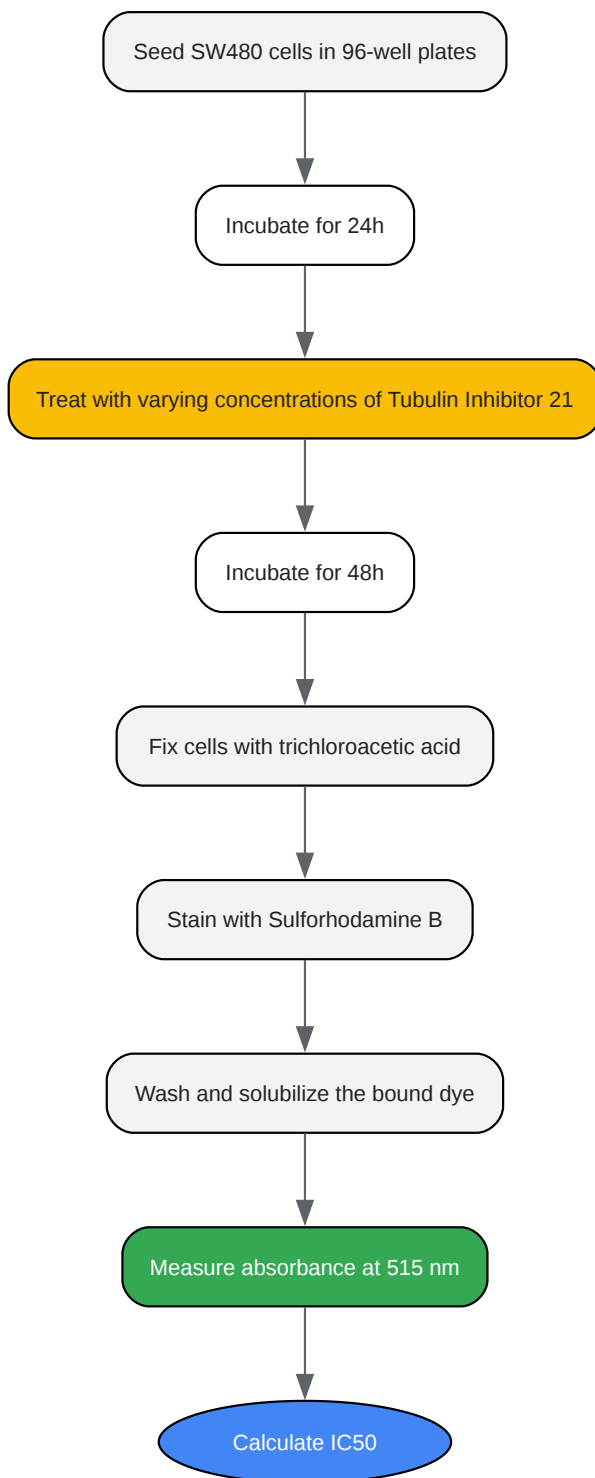 Seed SW480 cells in 96-well plates
Incubate for 24h
Treat with varying concentrations of Tubulin Inhibitor 21
Incubate for 48h
Fix cells with trichloroacetic acid
Stain with Sulforhodamine B
Wash and solubilize the bound dye
Measure absorbance at 515 nm
Calculate IC50